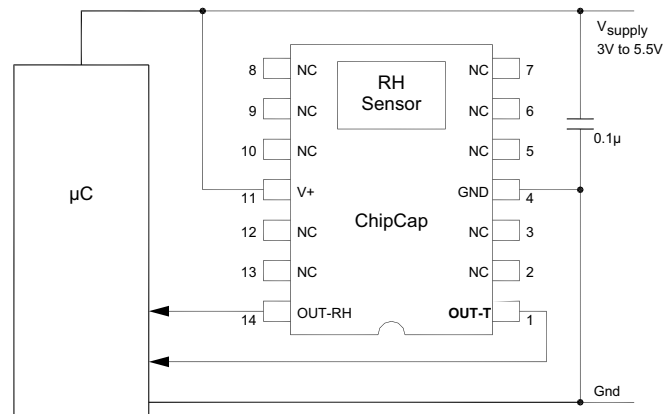 V supply
3V to 5.5V
8 NC
RH
Sensor
NC 7
9 NC
NC 6
10 NC
NC 5
0.1µ
µC
11 V+
GND 4
ChipCap
12 NC
NC 3
13 NC
NC 2
14 OUT-RH
OUT-T 1
Gnd